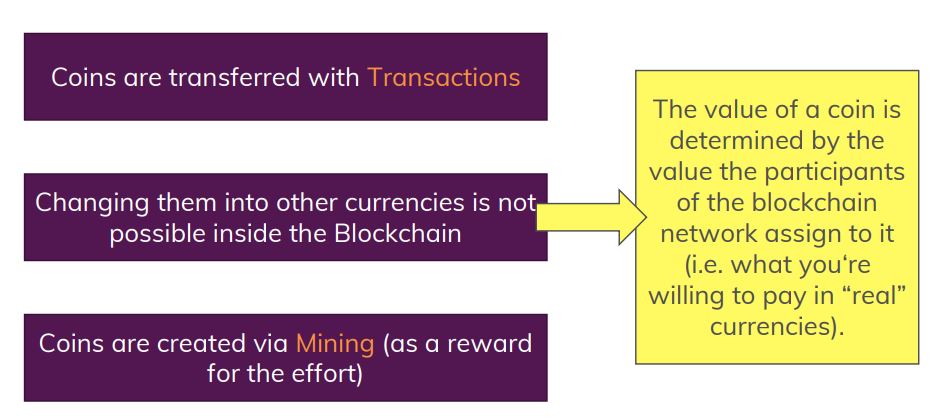 Coins are transferred with Transactions
Changing them into other currencies is not
possible inside the Blockchain
Coins are created via Mining (as a reward
for the effort)
The value of a coin is
determined by the
value the participants
of the blockchain
network assign to it
(i.e. what you‘re
willing to pay in “real”
currencies).